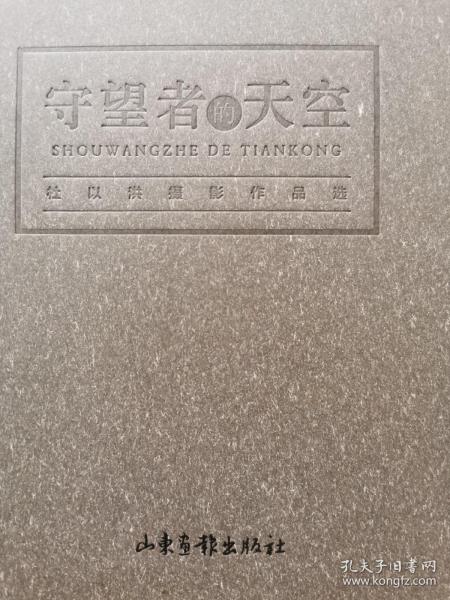 守望者的天空
SHOUWANGZHE DE TIANKONG
杜以洪摄影作品选
山东画报出版社
孔夫子旧书网
www.kongfz.com